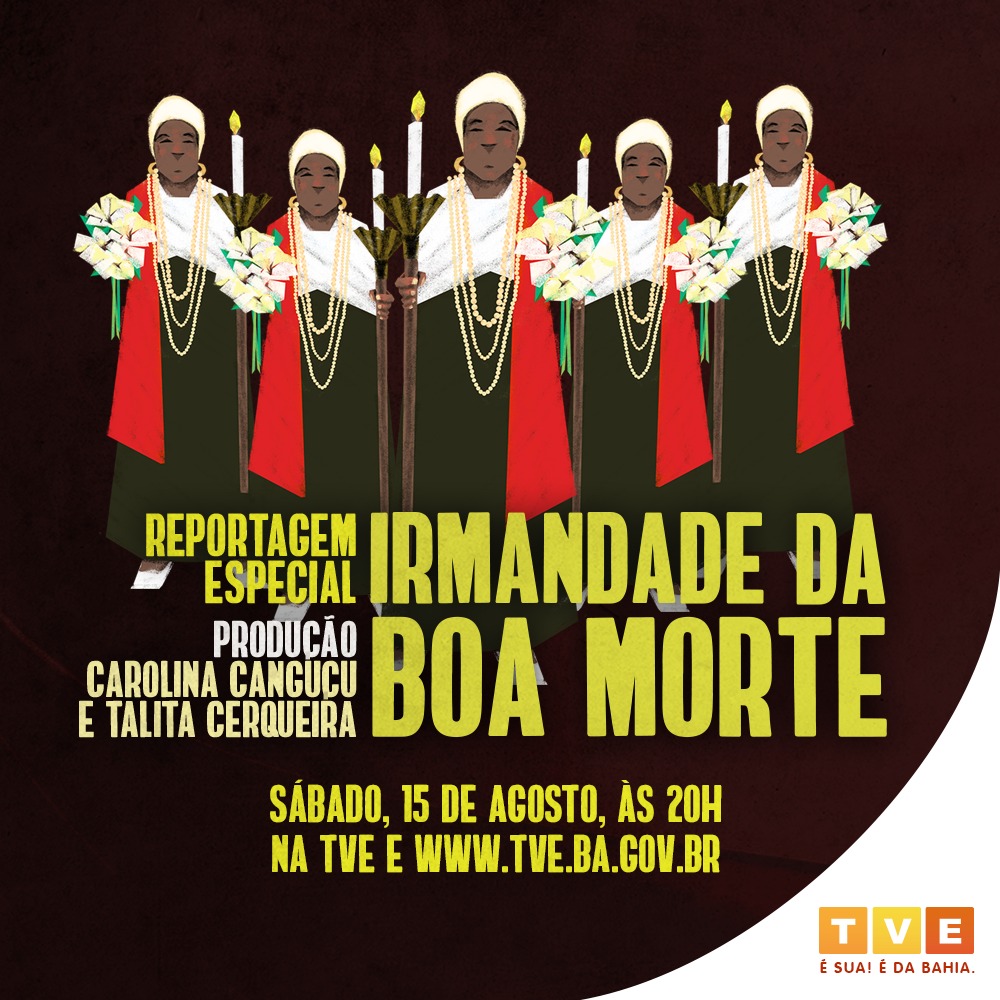 REPORTAGEM
ESPECIAL
PRODUÇÃO
CAROLINA CANGUÇU
E TALITA CERQUEIRA
IRMANDADE DA
BOA MORTE
SÁBADO, 15 DE AGOSTO, ÀS 20H
NA TVE E WWW.TVE.BA.GOV.BR
TVE
É SUA! É DA BAHIA.